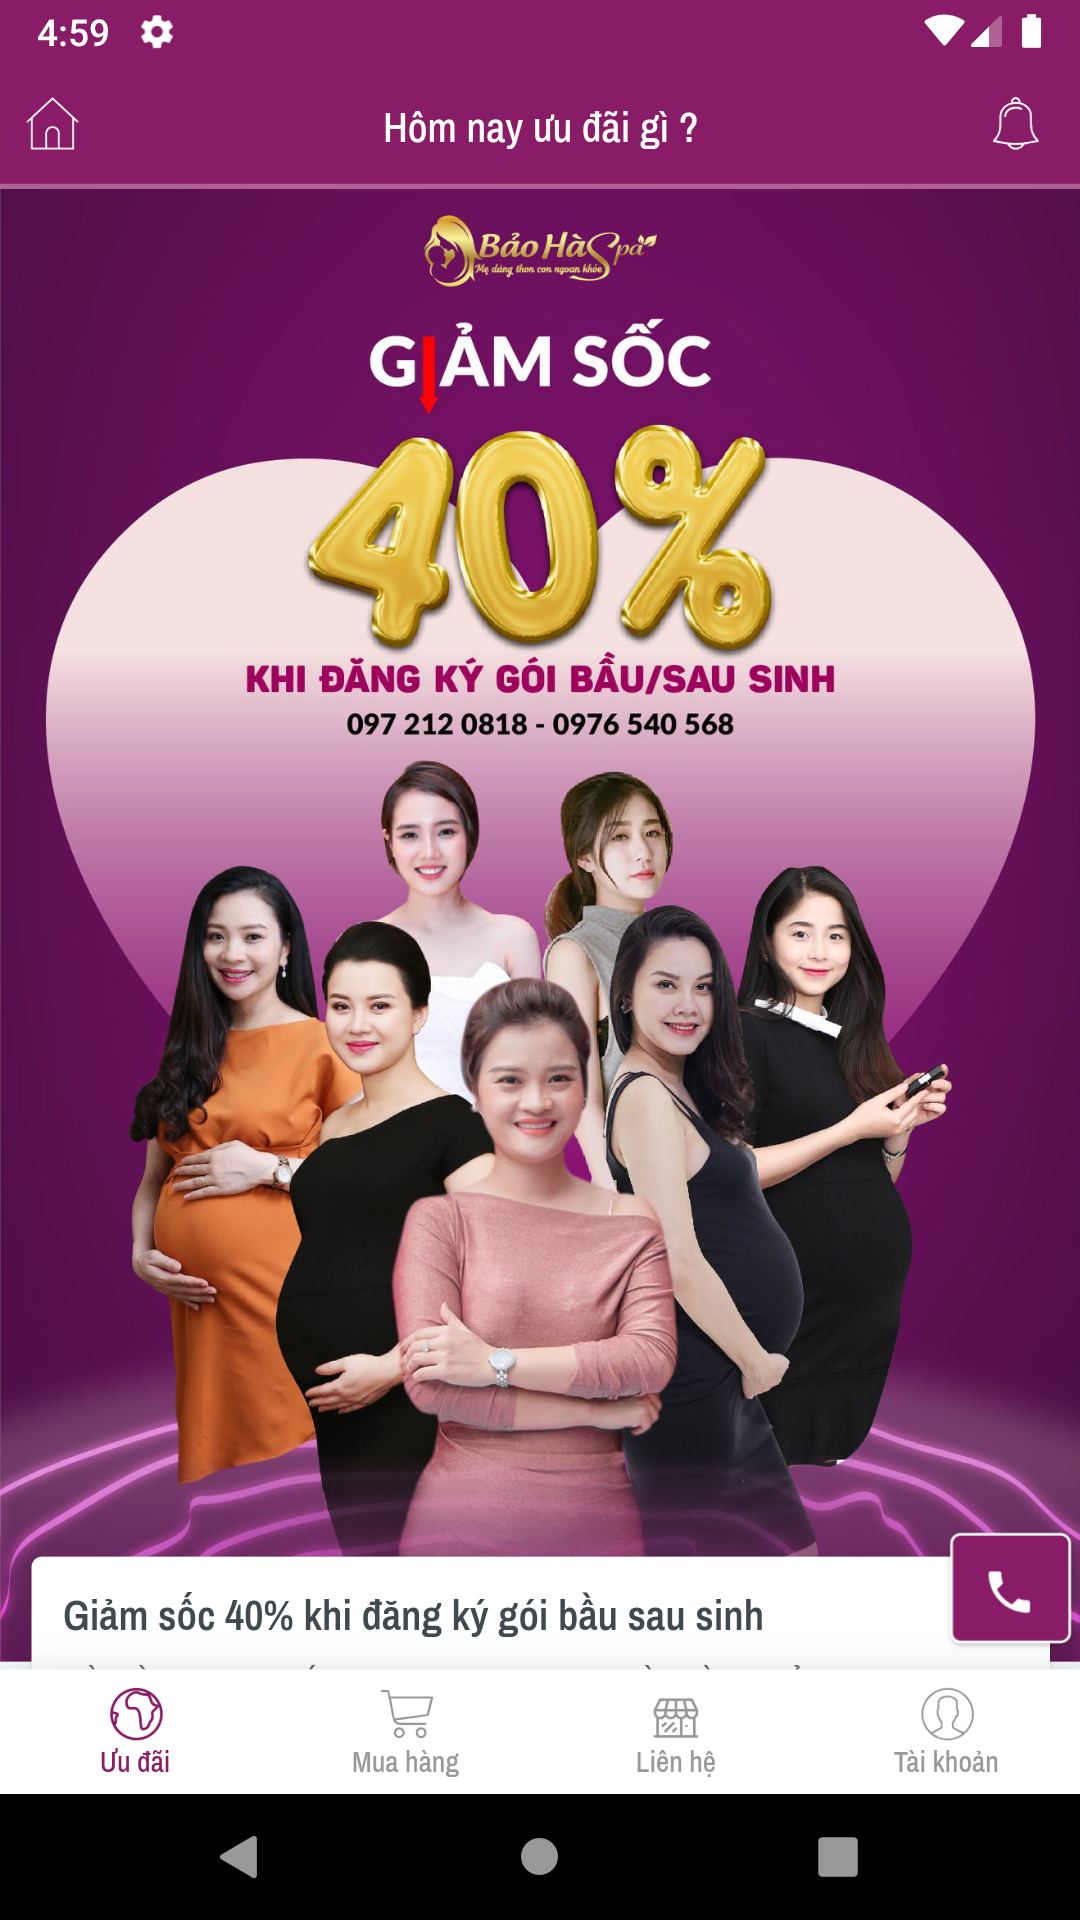 4:59
Hôm nay ưu đãi gì ?
Bảo Hà Spa
Mẹ dáng thon con ngoan khỏe
GIẢM SỐC
40%
KHI ĐĂNG KÝ GÓI BẦU/SAU SINH
097 212 0818 - 0976 540 568
Giảm sốc 40% khi đăng ký gói bầu sau sinh
Ưu đãi
Mua hàng
Liên hệ
Tài khoản